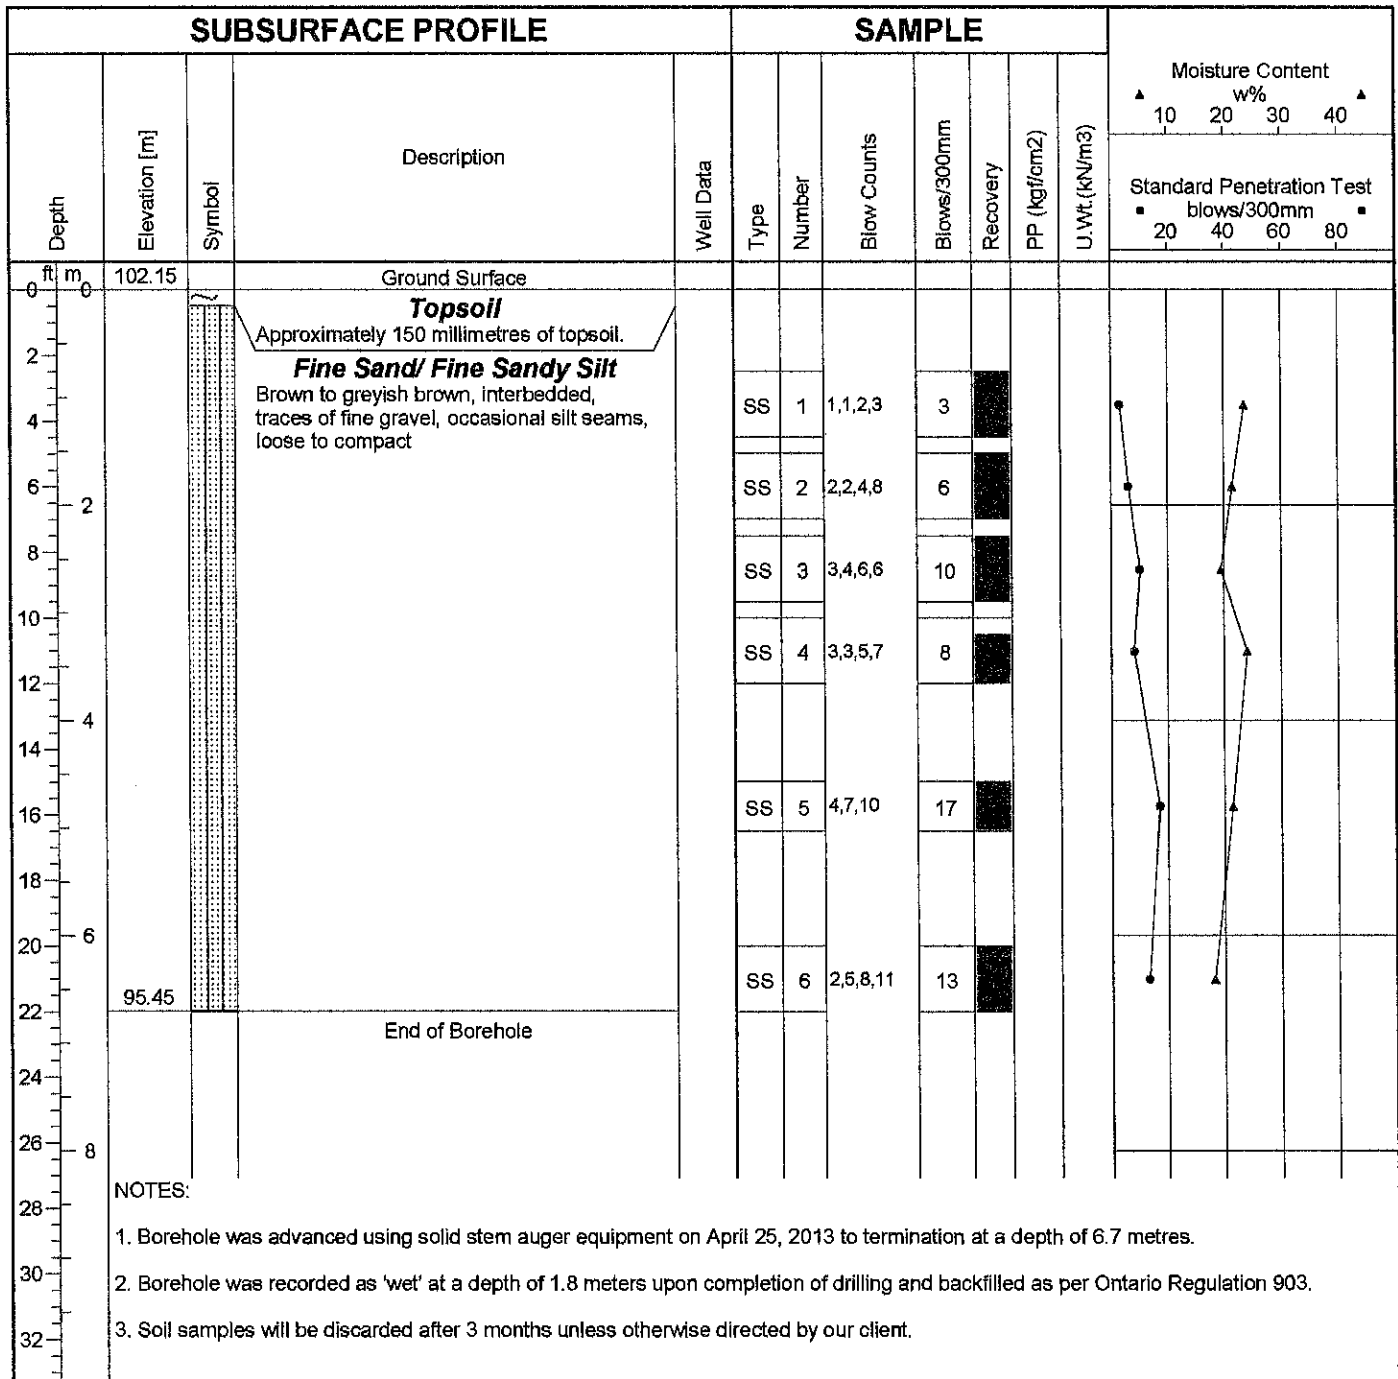 SUBSURFACE PROFILE
SAMPLE
Depth
Elevation [m]
Symbol
Description
Well Data
Type
Number
Blow Counts
Blows/300mm
Recovery
PP (kgf/cm2)
U.Wt.(kN/m3)
Moisture Content
w%
10 20 30 40
Standard Penetration Test
blows/300mm
20 40 60 80
ft m 102.15 Ground Surface
0 0
Topsoil
Approximately 150 millimetres of topsoil.
2
Fine Sand/ Fine Sandy Silt
Brown to greyish brown, interbedded,
traces of fine gravel, occasional silt seams,
loose to compact
SS 1 1,1,2,3 3
4
6 SS 2 2,2,4,8 6
2
8
SS 3 3,4,6,6 10
10
SS 4 3,3,5,7 8
12
4
14
16 SS 5 4,7,10 17
18
6
20
SS 6 2,5,8,11 13
95.45
22
End of Borehole
24
26
8
NOTES:
28
1. Borehole was advanced using solid stem auger equipment on April 25, 2013 to termination at a depth of 6.7 metres.
30
2. Borehole was recorded as 'wet' at a depth of 1.8 meters upon completion of drilling and backfilled as per Ontario Regulation 903.
3. Soil samples will be discarded after 3 months unless otherwise directed by our client.
32